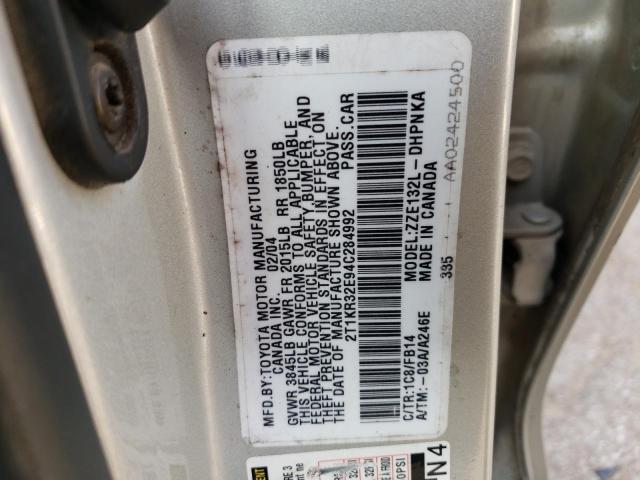 MFD.BY:TOYOTA MOTOR MANUFACTURING
CANADA INC. 02/04
GVWR 3845LB GAWR FR 2015LB RR 1850LB
THIS VEHICLE CONFORMS TO ALL APPLICABLE
FEDERAL MOTOR VEHICLE SAFETY, BUMPER, AND
THEFT PREVENTION STANDARDS IN EFFECT ON
THE DATE OF MANUFACTURE SHOWN ABOVE.
2T1KR32E94C284992 PASS.CAR
C/TR:1C8/FB14 MODEL:ZZE132L-DHPNKA
A/TM:-03A/A246E MADE IN CANADA
335 AA02424500
PN4